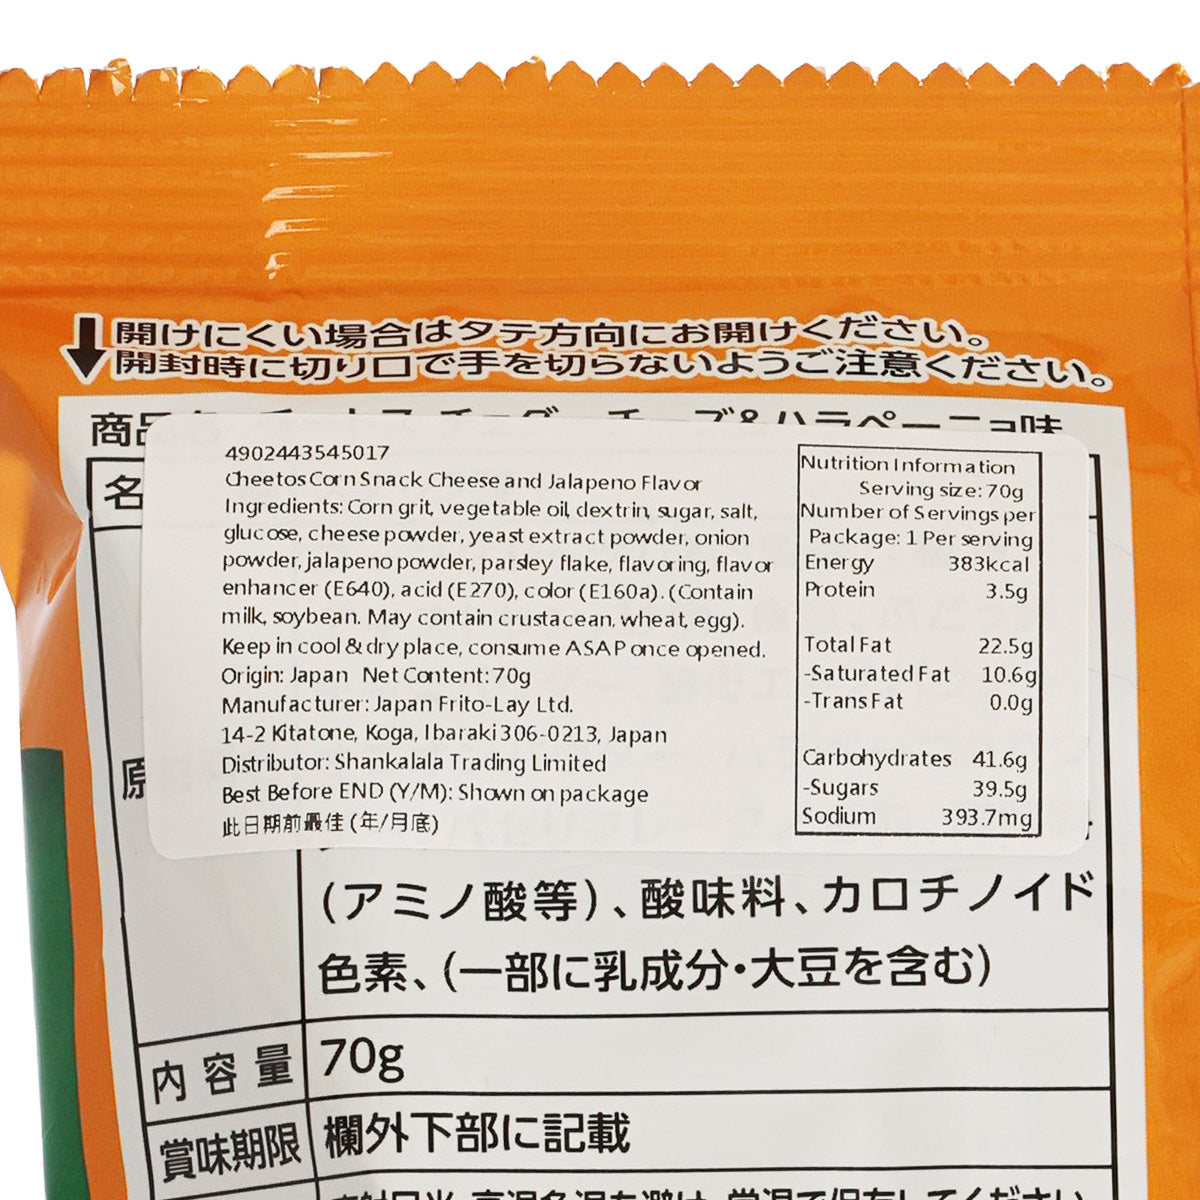 開けにくい場合はタテ方向にお開けください。
開封時に切り口で手を切らないようご注意ください。
商品
名
原
4902443545017
Cheetos Corn Snack Cheese and Jalapeno Flavor
Ingredients: Corn grit, vegetable oil, dextrin, sugar, salt,
glucose, cheese powder, yeast extract powder, onion
powder, jalapeno powder, parsley flake, flavoring, flavor
enhancer (E640), acid (E270), color (E160a). (Contain
milk, soybean. May contain crustacean, wheat, egg).
Keep in cool & dry place, consume ASAP once opened.
Origin: Japan Net Content: 70g
Manufacturer: Japan Frito-Lay Ltd.
14-2 Kitatone, Koga, Ibaraki 306-0213, Japan
Distributor: Shankalala Trading Limited
Best Before END (Y/M): Shown on package
此日期前最佳 (年/月底)
Nutrition Information
Serving size: 70g
Number of Servings per
Package: 1 Per serving
Energy 383kcal
Protein 3.5g
Total Fat 22.5g
-Saturated Fat 10.6g
-Trans Fat 0.0g
Carbohydrates 41.6g
-Sugars 39.5g
Sodium 393.7mg
(アミノ酸等)、酸味料、カロチノイド
色素、(一部に乳成分・大豆を含む)
内容量 70g
賞味期限 欄外下部に記載